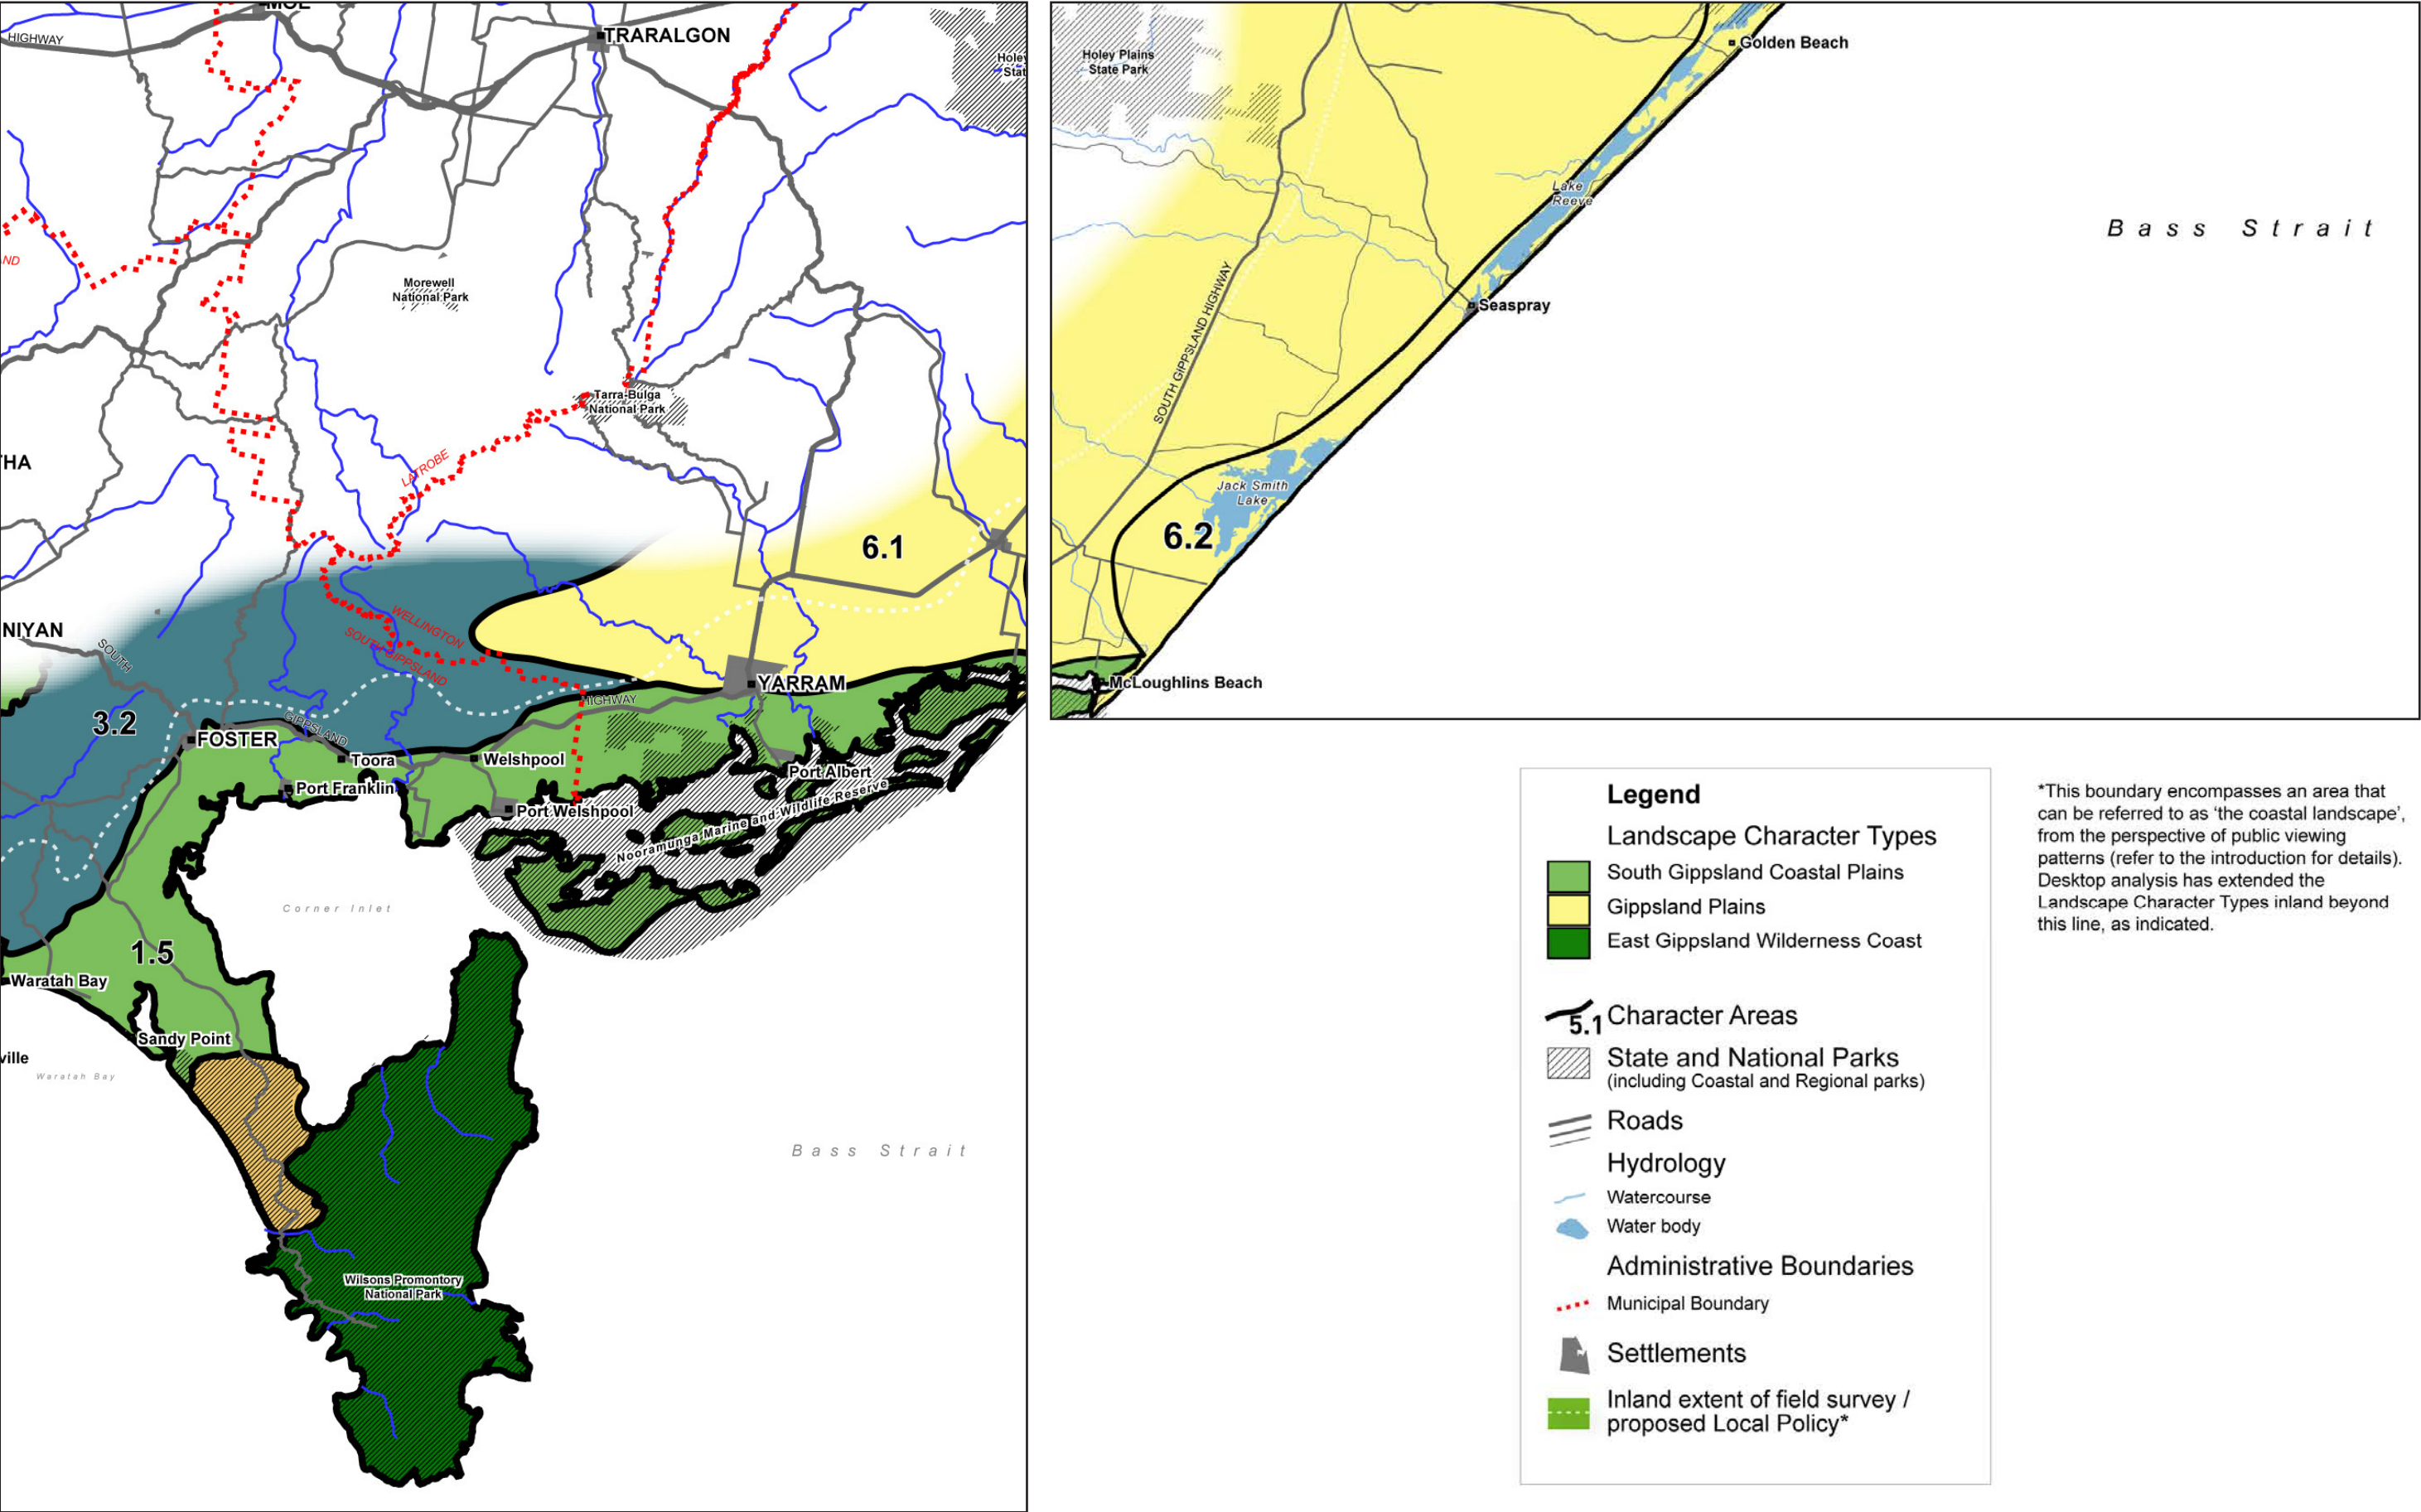 MOE
HIGHWAY
TRARALGON
Holey
Stat
ND
Morewell
National Park
Tarra-Bulga
National Park
THA
LATROBE
6.1
NIYAN
SOUTH
WELLINGTON
SOUTH GIPPSLAND
YARRAM
HIGHWAY
3.2
GIPPSLAND
FOSTER
Toora
Welshpool
Port Albert
Port Franklin
Port Welshpool
Nooramunga Marine and Wildlife Reserve
Corner Inlet
1.5
Waratah Bay
Sandy Point
ville
Waratah Bay
Bass Strait
Wilsons Promontory
National Park
Holey Plains
State Park
Golden Beach
Lake
Reeve
Bass Strait
Seaspray
SOUTH GIPPSLAND HIGHWAY
Jack Smith
Lake
6.2
McLoughlins Beach
Legend
Landscape Character Types
South Gippsland Coastal Plains
Gippsland Plains
East Gippsland Wilderness Coast
5.1 Character Areas
State and National Parks
(including Coastal and Regional parks)
Roads
Hydrology
Watercourse
Water body
Administrative Boundaries
Municipal Boundary
Settlements
Inland extent of field survey /
proposed Local Policy*
*This boundary encompasses an area that
can be referred to as ‘the coastal landscape’,
from the perspective of public viewing
patterns (refer to the introduction for details).
Desktop analysis has extended the
Landscape Character Types inland beyond
this line, as indicated.